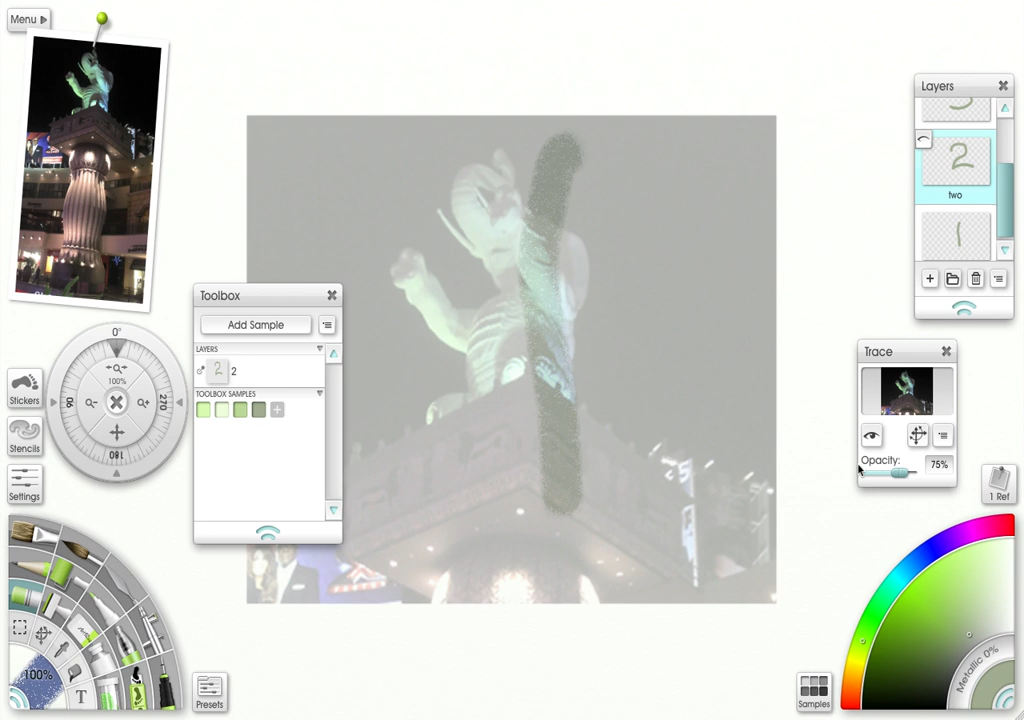 Menu
Layers
2
two
1
Toolbox
Add Sample
LAYERS
2
2
TOOLBOX SAMPLES
0°
100%
90
270
180
Trace
Opacity:
75%
Stickers
Stencils
Settings
1 Ref
100%
T
Presets
Samples
Metallic 0%